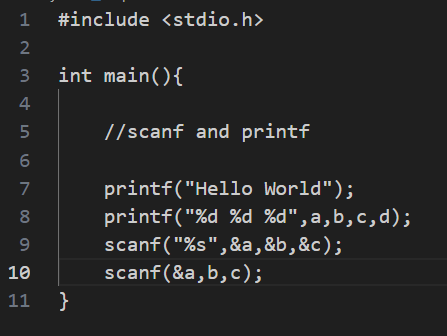 1 #include <stdio.h>
2
3 int main(){
4
5 //scanf and printf
6
7 printf("Hello World");
8 printf("%d %d %d",a,b,c,d);
9 scanf("%s",&a,&b,&c);
10 scanf(&a,b,c);
11 }